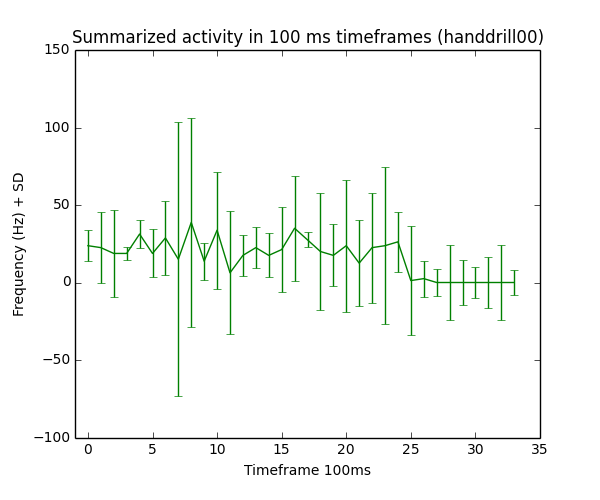 Summarized activity in 100 ms timeframes (handdrill00)
150
100
50
0
−50
−100
Frequency (Hz) + SD
0 5 10 15 20 25 30 35
Timeframe 100ms